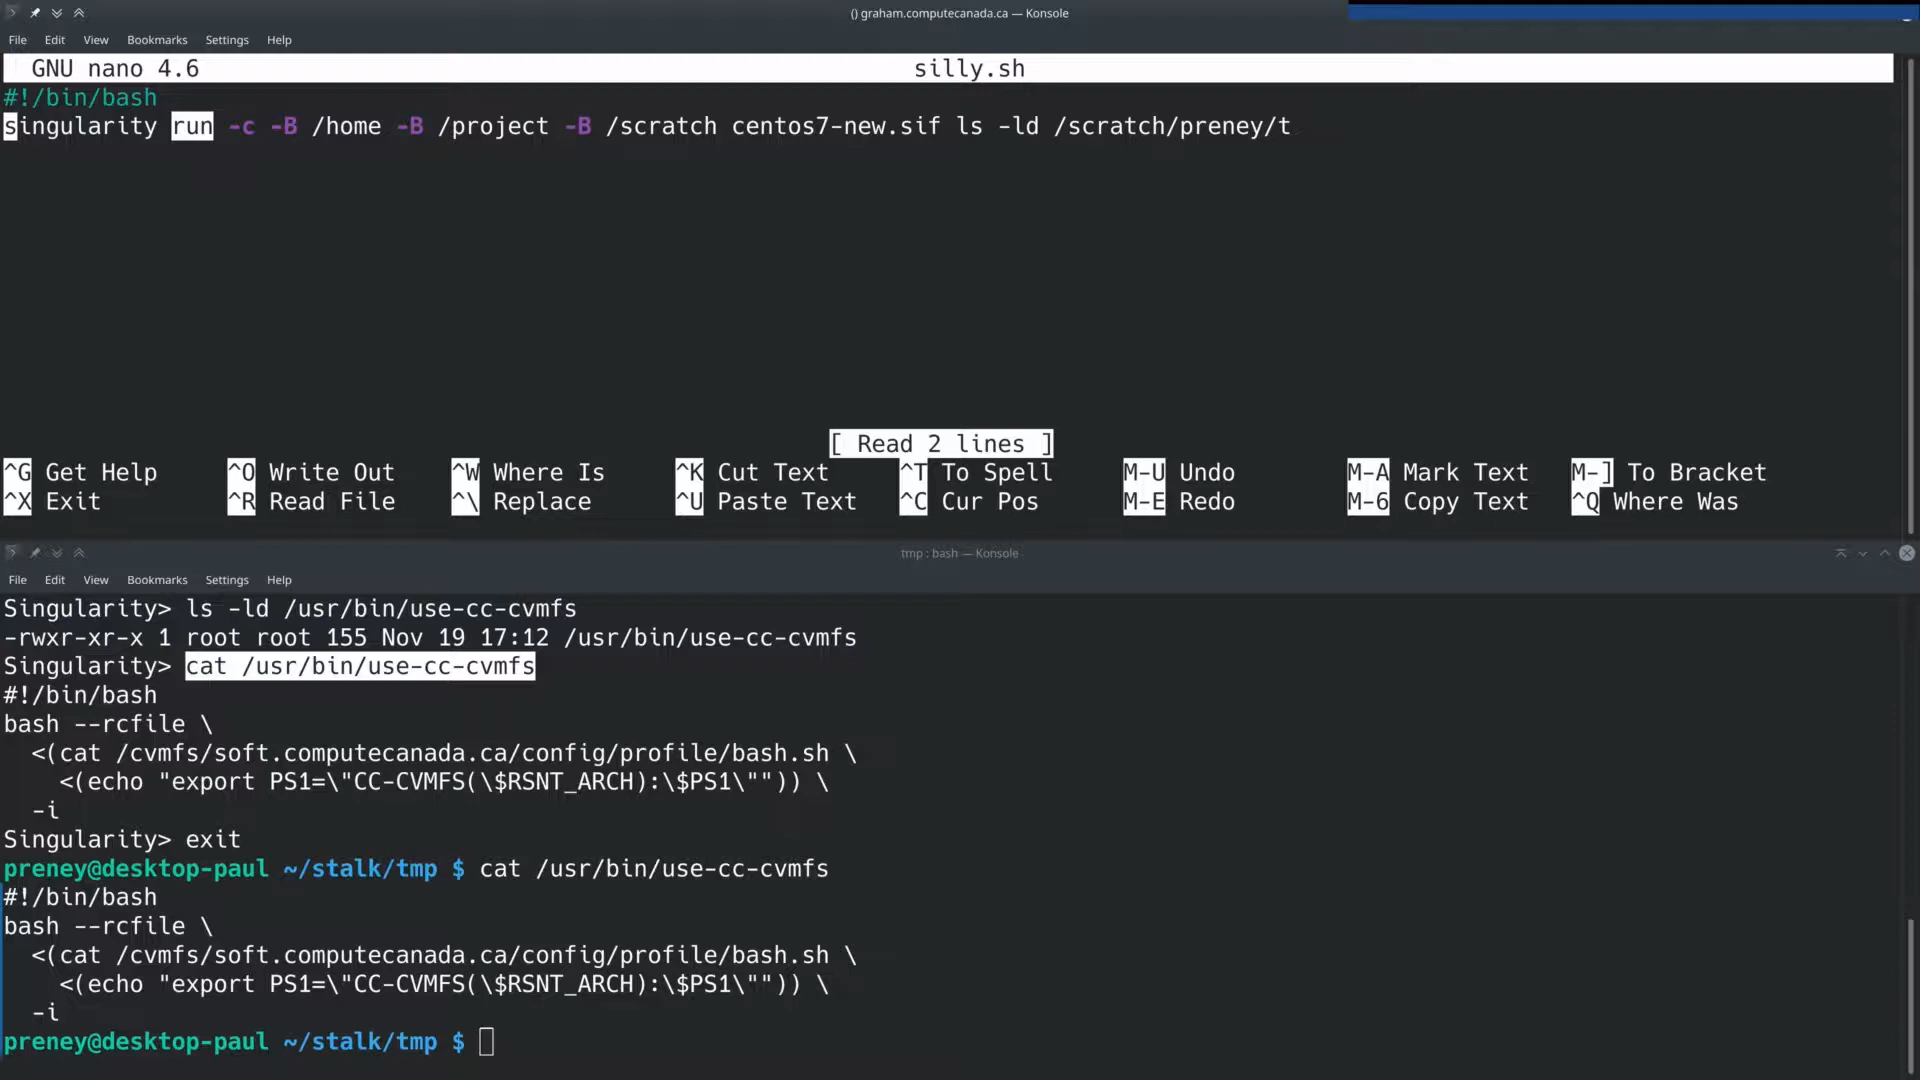 () graham.computecanada.ca — Konsole
File Edit View Bookmarks Settings Help
GNU nano 4.6 silly.sh
#!/bin/bash
singularity run -c -B /home -B /project -B /scratch centos7-new.sif ls -ld /scratch/preney/t
[ Read 2 lines ]
^G Get Help ^O Write Out ^W Where Is ^K Cut Text ^T To Spell M-U Undo M-A Mark Text M-] To Bracket
^X Exit ^R Read File ^\ Replace ^U Paste Text ^C Cur Pos M-E Redo M-6 Copy Text ^Q Where Was
tmp : bash — Konsole
File Edit View Bookmarks Settings Help
Singularity> ls -ld /usr/bin/use-cc-cvmfs
-rwxr-xr-x 1 root root 155 Nov 19 17:12 /usr/bin/use-cc-cvmfs
Singularity> cat /usr/bin/use-cc-cvmfs
#!/bin/bash
bash --rcfile \
  <(cat /cvmfs/soft.computecanada.ca/config/profile/bash.sh \
    <(echo "export PS1=\"CC-CVMFS(\$RSNT_ARCH):\$PS1\"")) \
  -i
Singularity> exit
preney@desktop-paul ~/stalk/tmp $ cat /usr/bin/use-cc-cvmfs
#!/bin/bash
bash --rcfile \
  <(cat /cvmfs/soft.computecanada.ca/config/profile/bash.sh \
    <(echo "export PS1=\"CC-CVMFS(\$RSNT_ARCH):\$PS1\"")) \
  -i
preney@desktop-paul ~/stalk/tmp $